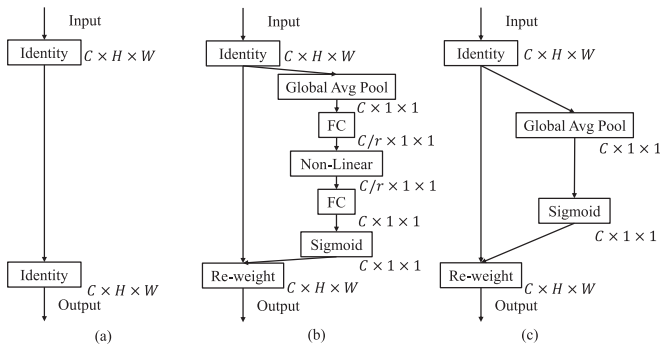 Input
Identity
C × H × W
Identity
C × H × W
Output
(a)
Input
Identity
C × H × W
Global Avg Pool
C × 1 × 1
FC
C/r × 1 × 1
Non-Linear
C/r × 1 × 1
FC
C × 1 × 1
Sigmoid
C × 1 × 1
Re-weight
C × H × W
Output
(b)
Input
Identity
C × H × W
Global Avg Pool
C × 1 × 1
Sigmoid
C × 1 × 1
Re-weight
C × H × W
Output
(c)